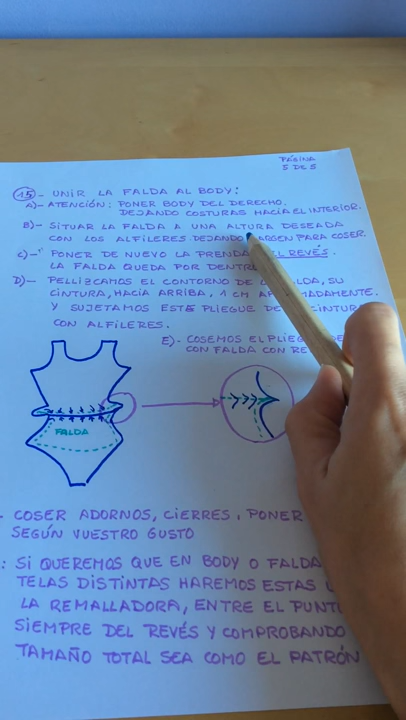 PÁGINA
5 DE 5
15 - UNIR LA FALDA AL BODY:
A)- ATENCIÓN: PONER BODY DEL DERECHO.
DEJANDO COSTURAS HACÍA EL INTERIOR.
B)- SITUAR LA FALDA A UNA ALTURA DESEADA
CON LOS ALFILERES DEJANDO MARGEN PARA COSER.
C)- PONER DE NUEVO LA PRENDA DEL REVÉS.
LA FALDA QUEDA POR DENTRO
D)- PELLIZCAMOS EL CONTORNO DE LA FALDA, SU
CINTURA, HACIA ARRIBA, 1 CM APROXIMADAMENTE.
Y SUJETAMOS ESTE PLIEGUE DE CINTURA
CON ALFILERES.
E)- COSEMOS EL PLIEGUE
CON FALDA CON
FALDA
- COSER ADORNOS, CIERRES, PONER
SEGÚN VUESTRO GUSTO
: SI QUEREMOS QUE EN BODY O FALDA
TELAS DISTINTAS HAREMOS ESTAS
LA REMALLADORA, ENTRE EL PUNTO
SIEMPRE DEL REVÉS Y COMPROBANDO
TAMAÑO TOTAL SEA COMO EL PATRÓN